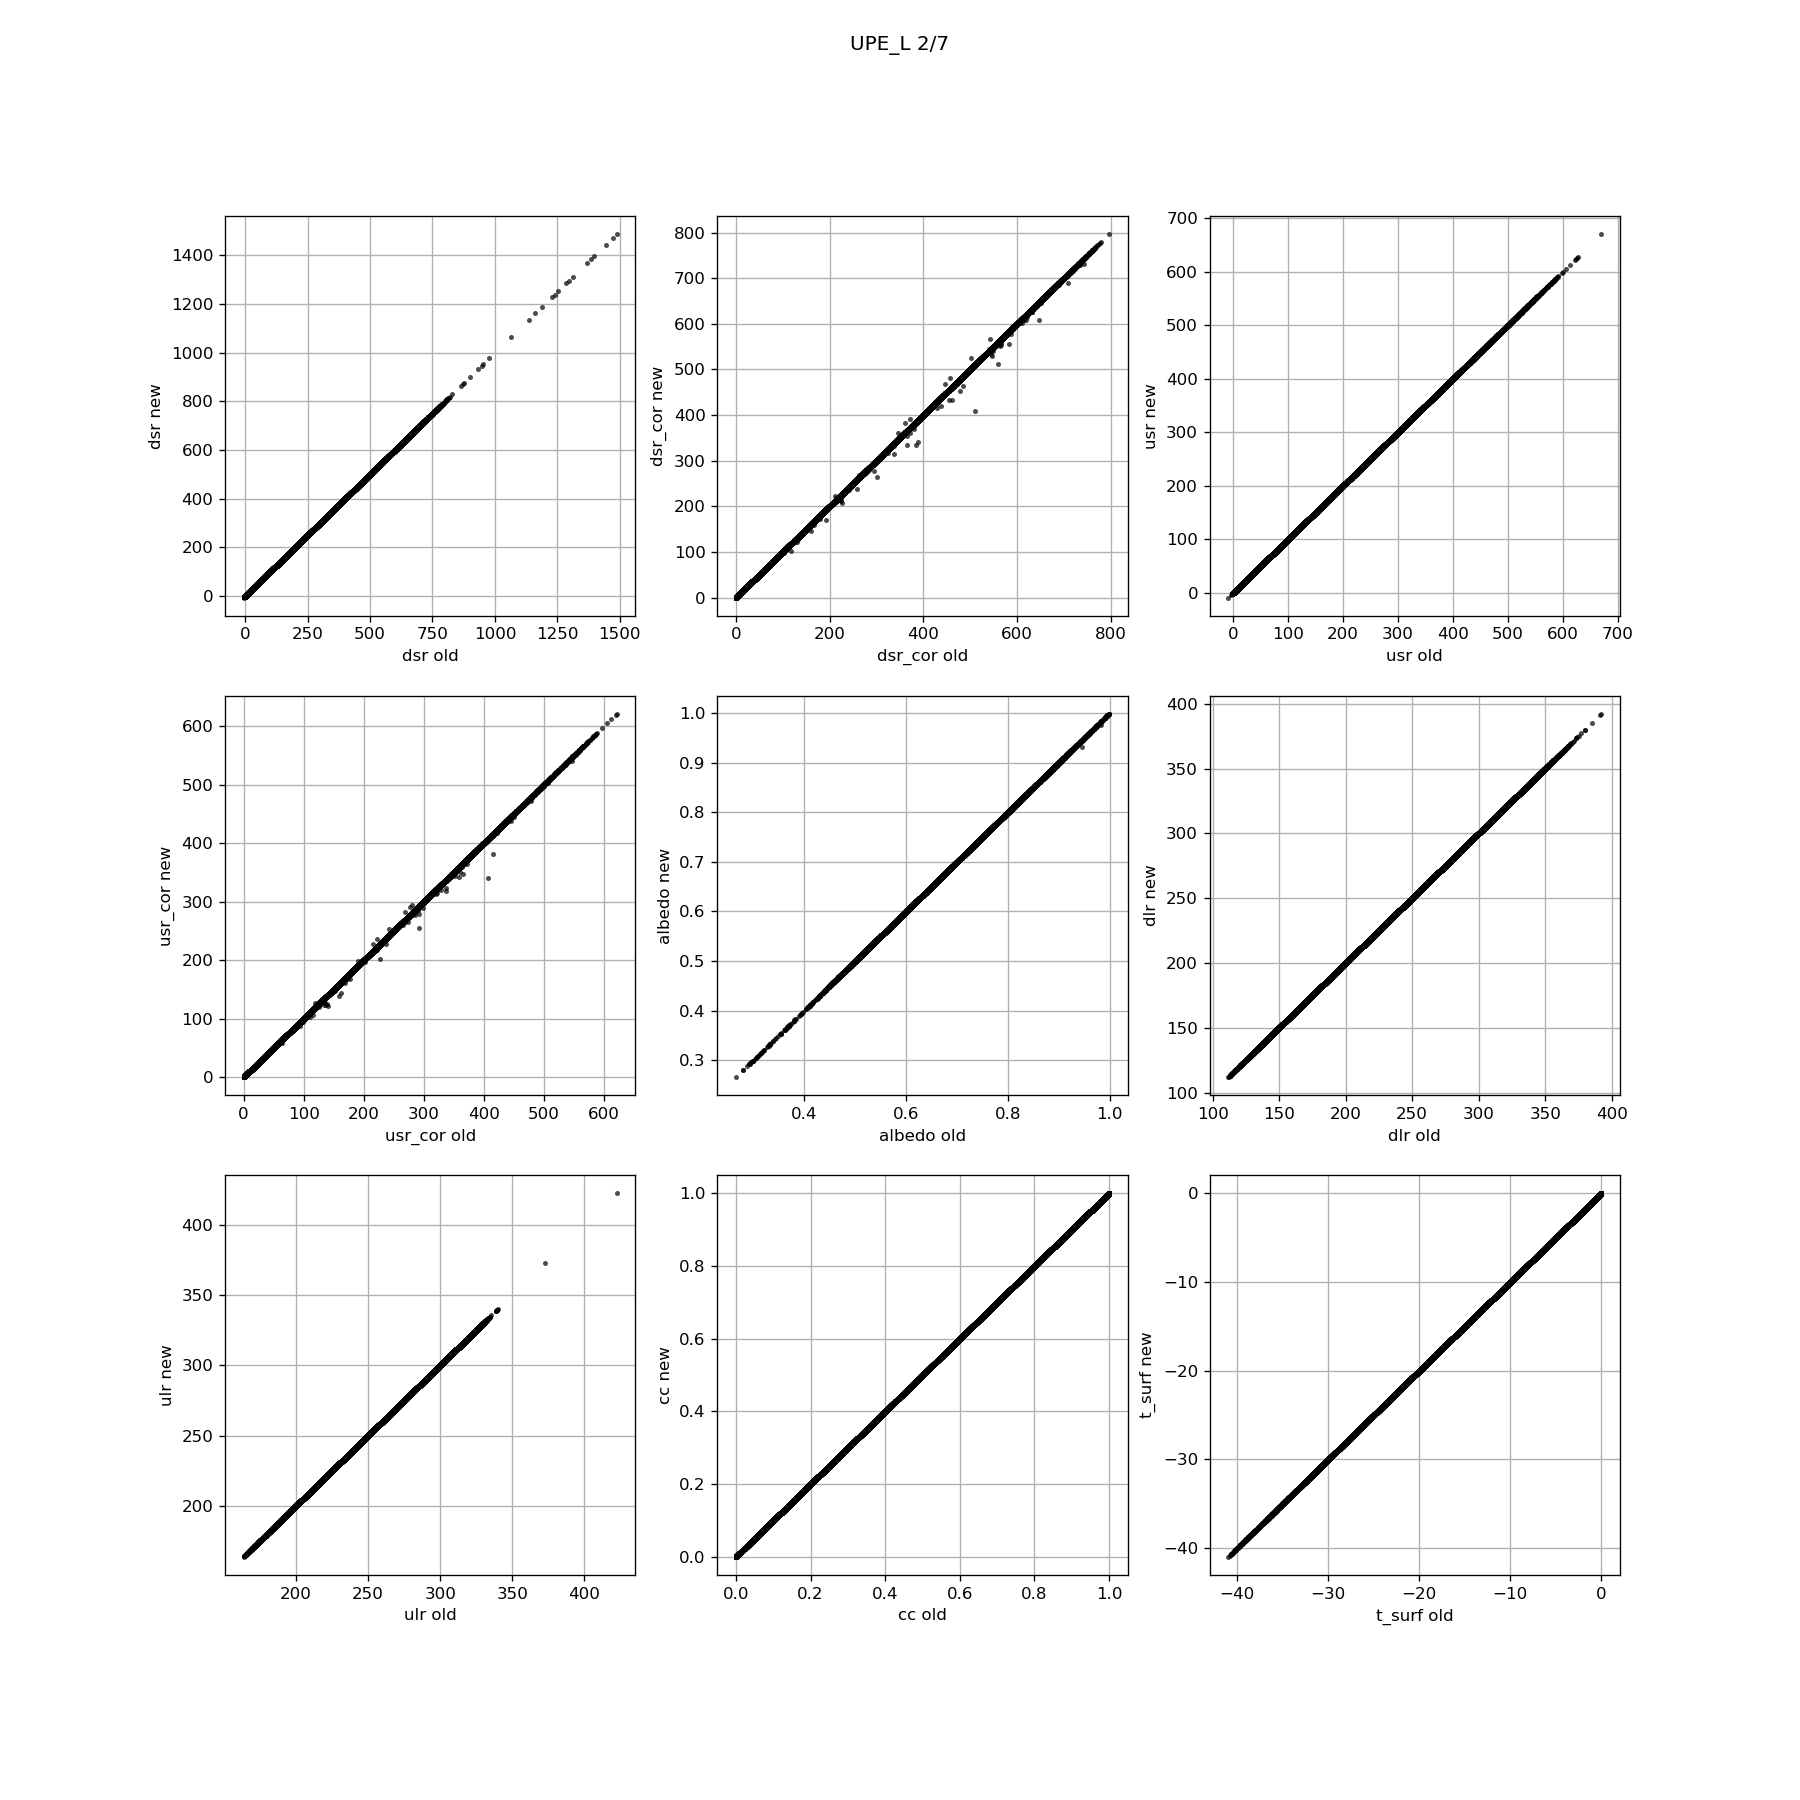 UPE_L 2/7
dsr new
1400
1200
1000
800
600
400
200
0
0 250 500 750 1000 1250 1500
dsr old
dsr_cor new
800
700
600
500
400
300
200
100
0
0 200 400 600 800
dsr_cor old
usr new
700
600
500
400
300
200
100
0
0 100 200 300 400 500 600 700
usr old
usr_cor new
600
500
400
300
200
100
0
0 100 200 300 400 500 600
usr_cor old
albedo new
1.0
0.9
0.8
0.7
0.6
0.5
0.4
0.3
0.4 0.6 0.8 1.0
albedo old
dlr new
400
350
300
250
200
150
100
100 150 200 250 300 350 400
dlr old
ulr new
400
350
300
250
200
200 250 300 350 400
ulr old
cc new
1.0
0.8
0.6
0.4
0.2
0.0
0.0 0.2 0.4 0.6 0.8 1.0
cc old
t_surf new
0
−10
−20
−30
−40
−40 −30 −20 −10 0
t_surf old